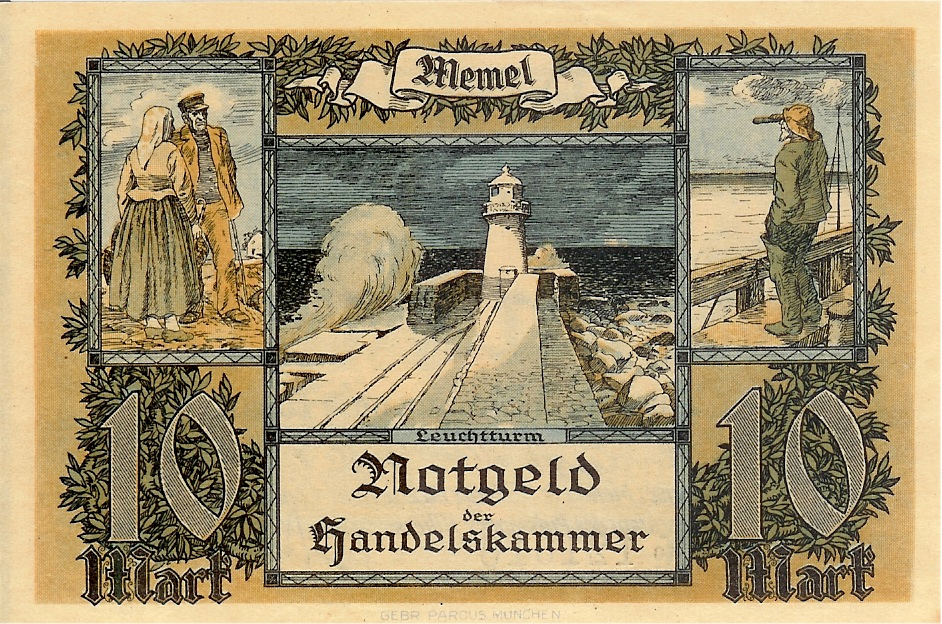 Memel
Leuchtturm
Notgeld
der
Handelskammer
10
Mark
10
Mark
GEBR. PARCUS MÜNCHEN